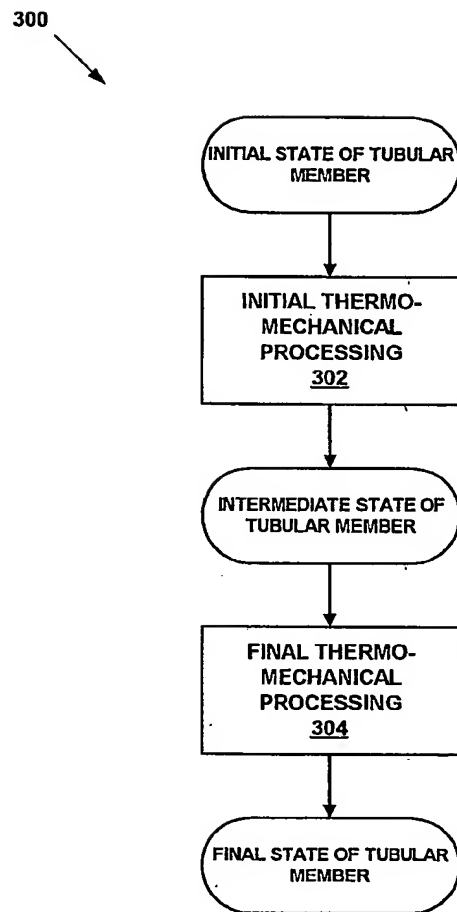 300
INITIAL STATE OF TUBULAR
MEMBER
INITIAL THERMO-
MECHANICAL
PROCESSING
302
INTERMEDIATE STATE OF
TUBULAR MEMBER
FINAL THERMO-
MECHANICAL
PROCESSING
304
FINAL STATE OF TUBULAR
MEMBER